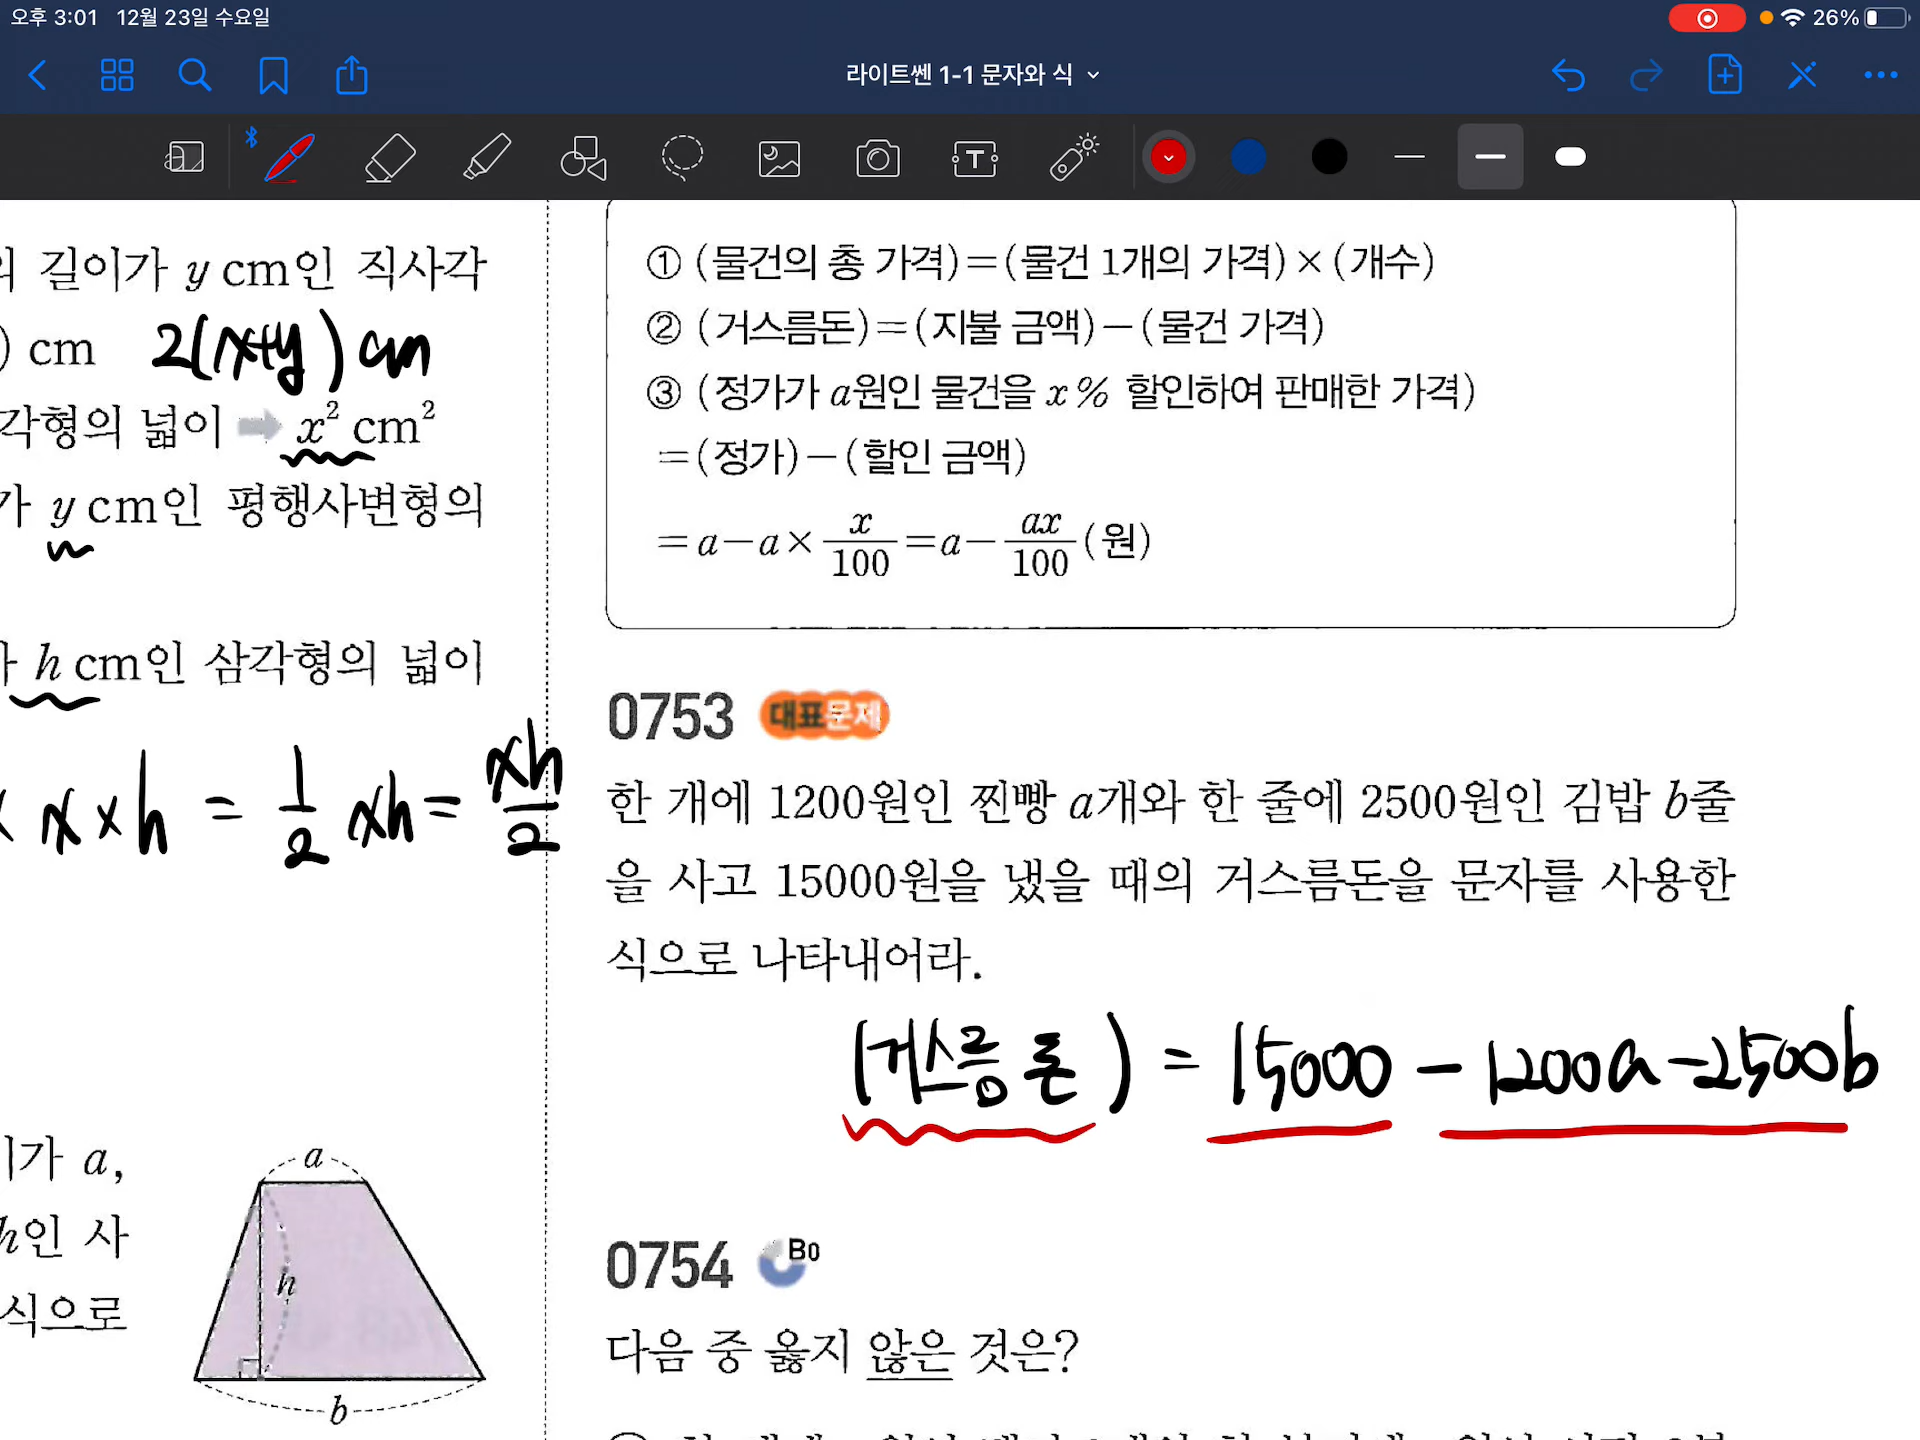 오후 3:01 12월 23일 수요일
26%
라이트쎈 1-1 문자와 식
길이가 y cm인 직사각
) cm 2(x+y) cm
각형의 넓이 ➡ x² cm²
가 y cm인 평행사변형의
h cm인 삼각형의 넓이
x × h = 1/2 xh = xh/2
가 a,
h인 사
식으로
a
h
b
① (물건의 총 가격)=(물건 1개의 가격)×(개수)
② (거스름돈)=(지불 금액)-(물건 가격)
③ (정가가 a원인 물건을 x% 할인하여 판매한 가격)
=(정가)-(할인 금액)
=a-a×x/100=a-ax/100(원)
0753 대표문제
한 개에 1200원인 찐빵 a개와 한 줄에 2500원인 김밥 b줄
을 사고 15000원을 냈을 때의 거스름돈을 문자를 사용한
식으로 나타내어라.
(거스름 돈) = 15000 - 1200a - 2500b
0754 B0
다음 중 옳지 않은 것은?